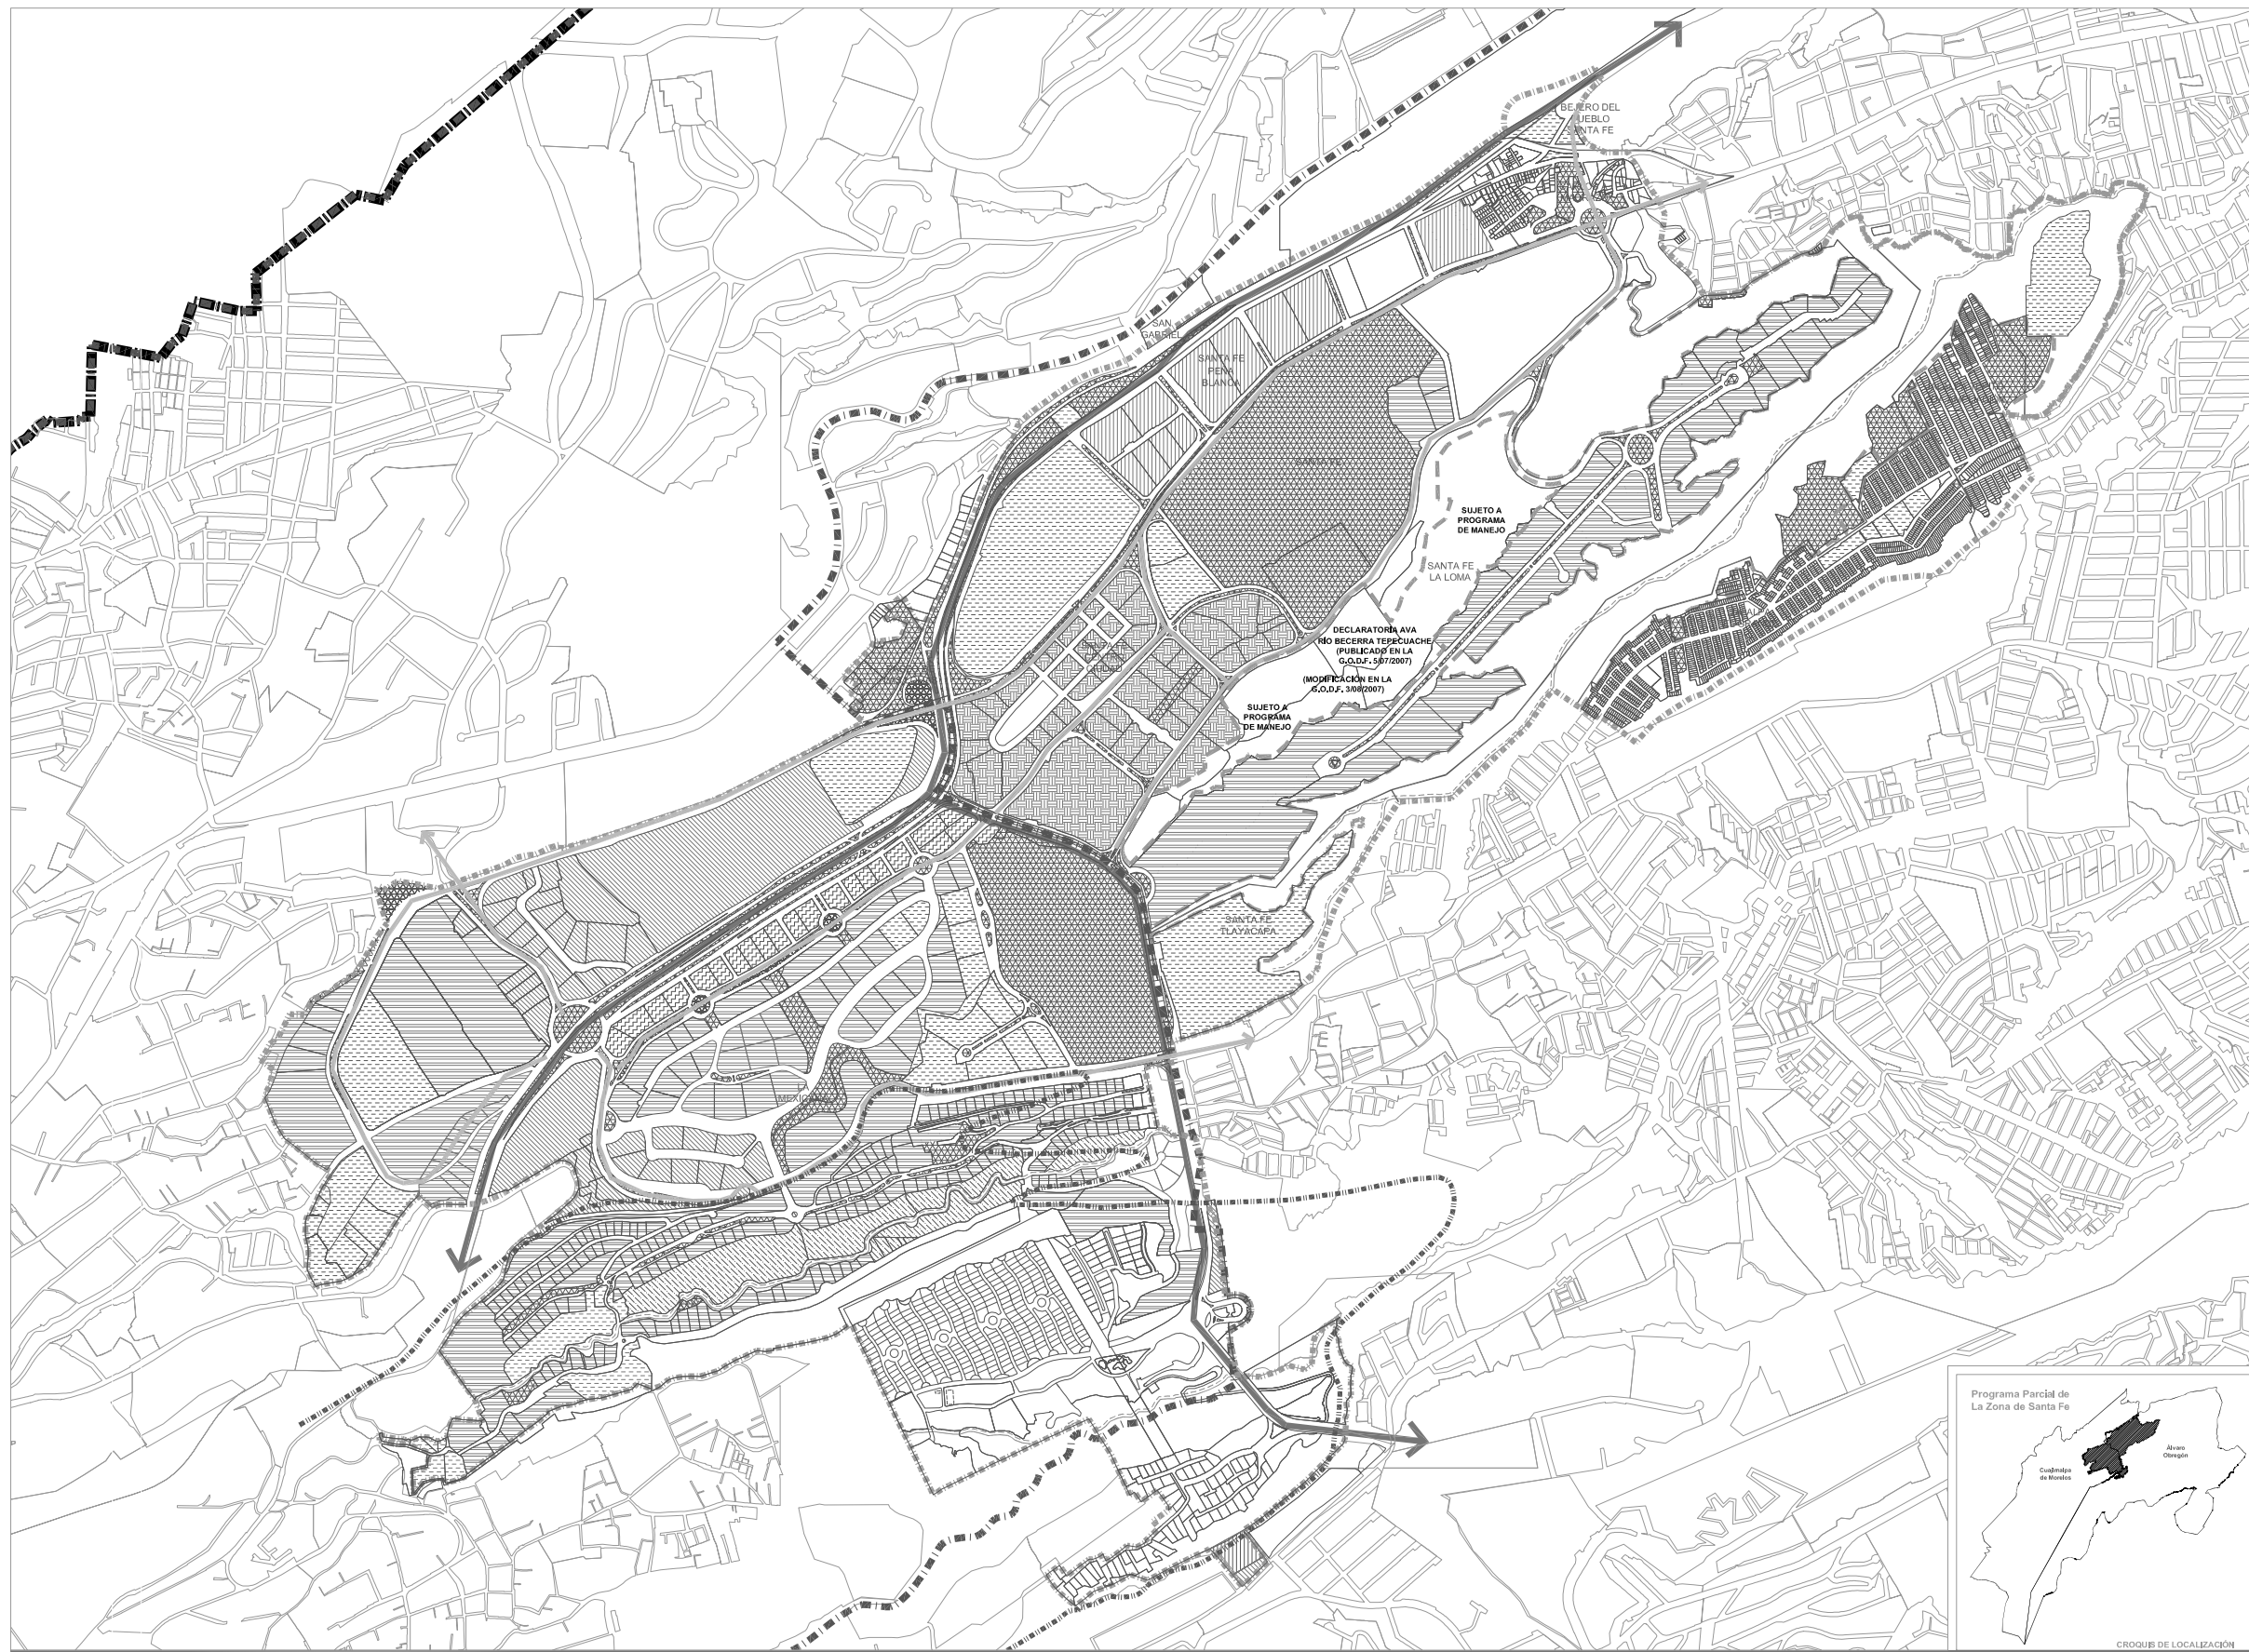 BEJERO DEL
PUEBLO
SANTA FE
SAN
GABRIEL
SANTA FE
PEÑA
BLANCA
SANTA FE
SUJETO A
PROGRAMA
DE MANEJO
SANTA FE
LA LOMA
DECLARATORIA AVA
RÍO BECERRA TEPECUACHE
(PUBLICADO EN LA
G.O.D.F. 5/07/2007)
(MODIFICACIÓN EN LA
G.O.D.F. 3/08/2007)
SUJETO A
PROGRAMA
DE MANEJO
SANTA FE
TLAYACAPA
Programa Parcial de
La Zona de Santa Fe
Álvaro
Obregón
Cuajimalpa
de Morelos
CROQUIS DE LOCALIZACIÓN